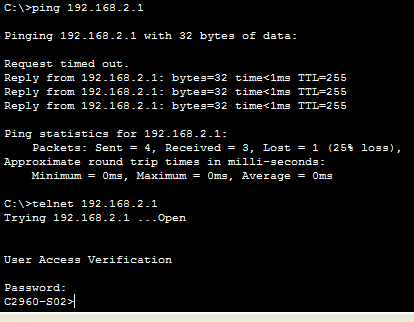 C:\>ping 192.168.2.1
Pinging 192.168.2.1 with 32 bytes of data:
Request timed out.
Reply from 192.168.2.1: bytes=32 time<1ms TTL=255
Reply from 192.168.2.1: bytes=32 time<1ms TTL=255
Reply from 192.168.2.1: bytes=32 time<1ms TTL=255
Ping statistics for 192.168.2.1:
Packets: Sent = 4, Received = 3, Lost = 1 (25% loss),
Approximate round trip times in milli-seconds:
Minimum = 0ms, Maximum = 0ms, Average = 0ms
C:\>telnet 192.168.2.1
Trying 192.168.2.1 ...Open
User Access Verification
Password:
C2960-S02>